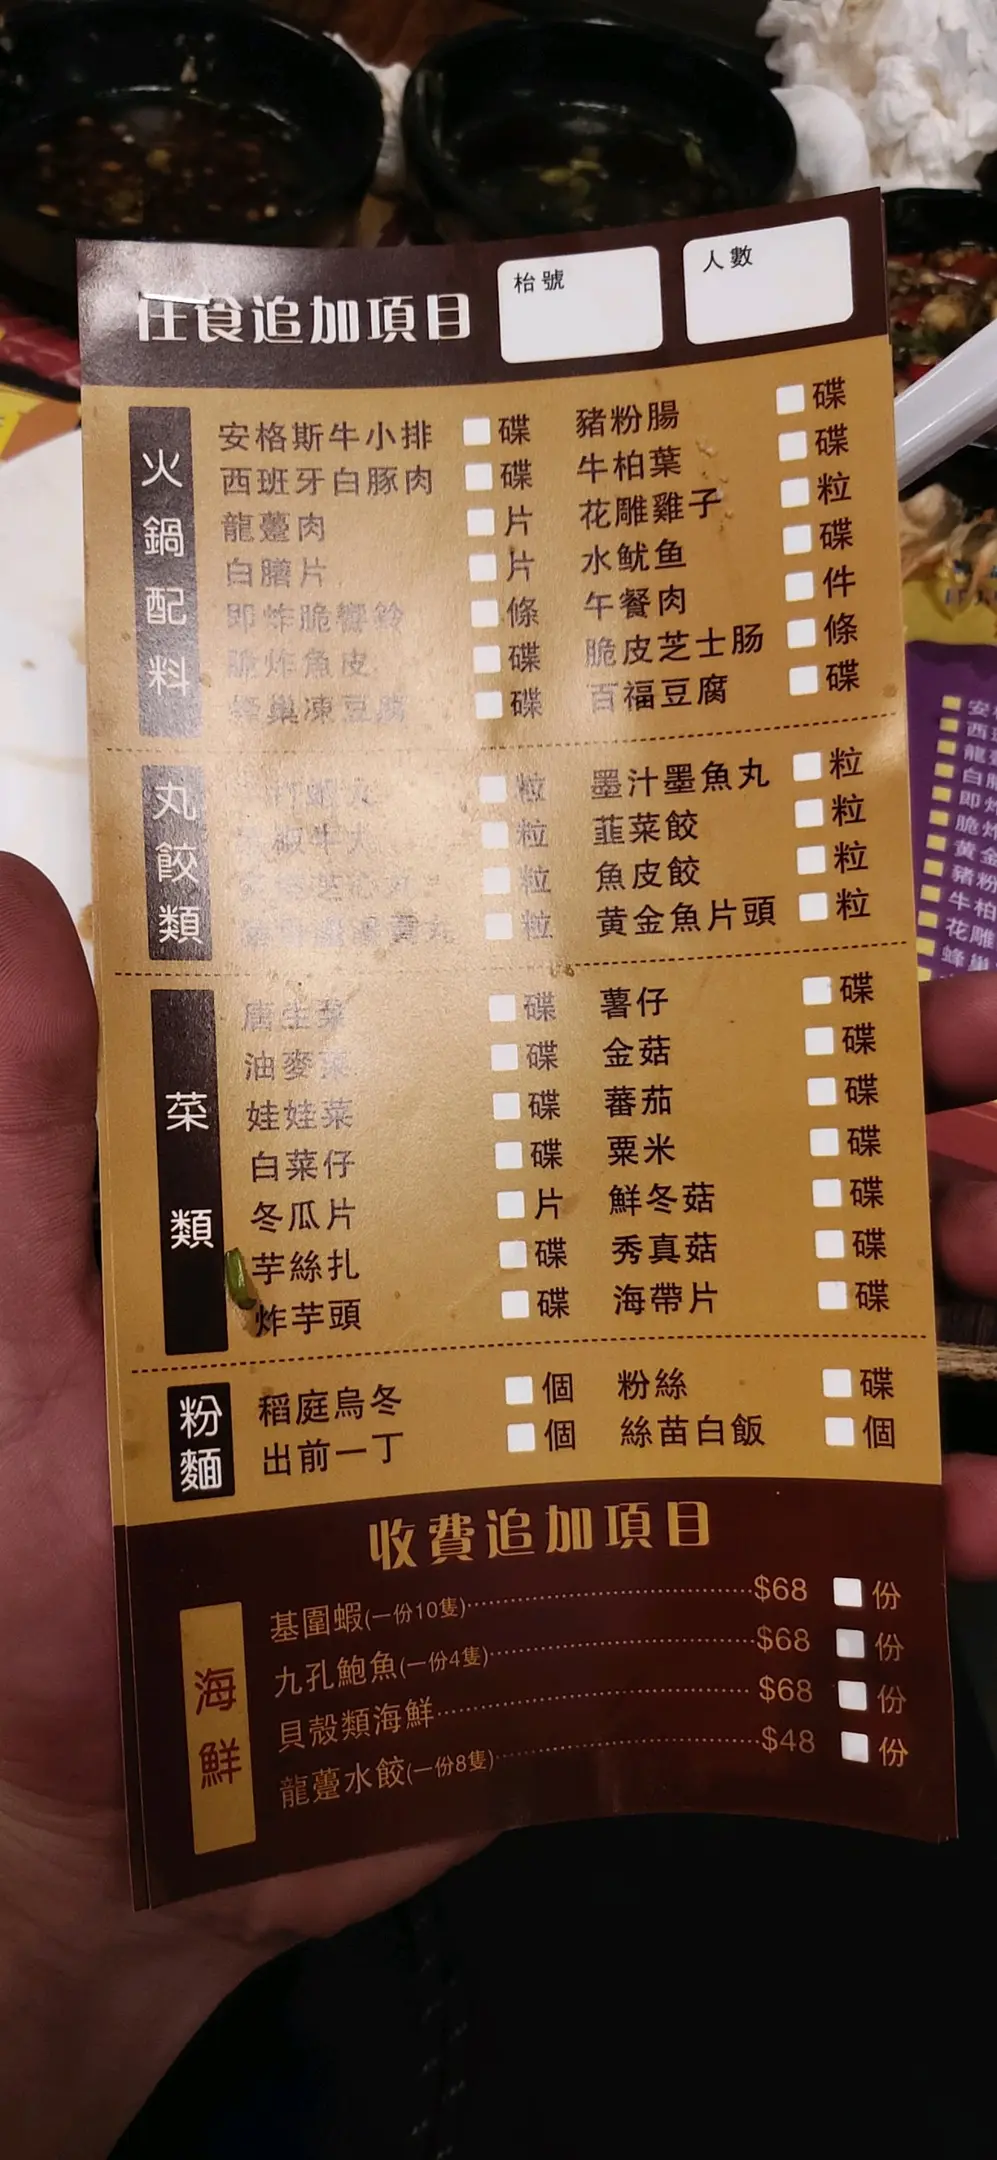 任食追加項目
枱號
人數
火鍋配料
安格斯牛小排 碟 豬粉腸 碟
西班牙白豚肉 碟 牛柏葉 碟
龍躉肉 片 花雕雞子 粒
白膳片 片 水魷鱼 碟
即炸脆響鈴 條 午餐肉 件
脆炸魚皮 碟 脆皮芝士肠 條
蜂巢凍豆腐 碟 百福豆腐 碟
丸餃類
粒 墨汁墨魚丸 粒
粒 韮菜餃 粒
粒 魚皮餃 粒
粒 黄金魚片頭 粒
菜類
唐生菜 碟 薯仔 碟
油麥菜 碟 金菇 碟
娃娃菜 碟 蕃茄 碟
白菜仔 碟 粟米 碟
冬瓜片 片 鮮冬菇 碟
芋絲扎 碟 秀真菇 碟
炸芋頭 碟 海帶片 碟
粉麵
稻庭烏冬 個 粉絲 碟
出前一丁 個 絲苗白飯 個
收費追加項目
海鮮
基圍蝦(一份10隻)$68 份
九孔鮑魚(一份4隻)$68 份
貝殼類海鮮$68 份
龍躉水餃(一份8隻)$48 份